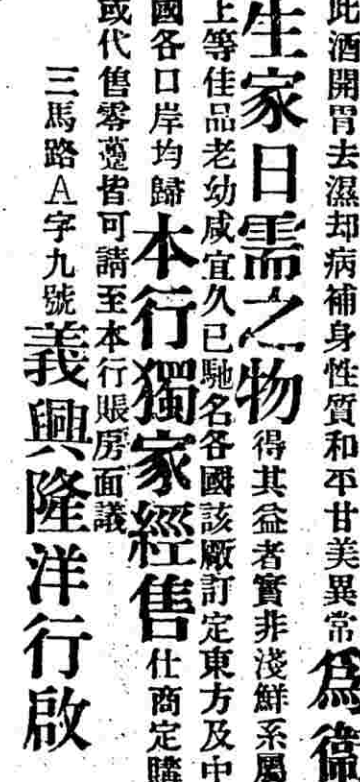 此酒開胃去濕却病補身性質和平甘美異常爲衞
生家日需之物得其益者實非淺鮮系屬
上等佳品老幼咸宜久已馳名各國該厰訂定東方及中
國各口岸均歸本行獨家經售仕商定購
或代售零躉皆可請至本行賬房面議
三馬路A字九號義興隆洋行啟